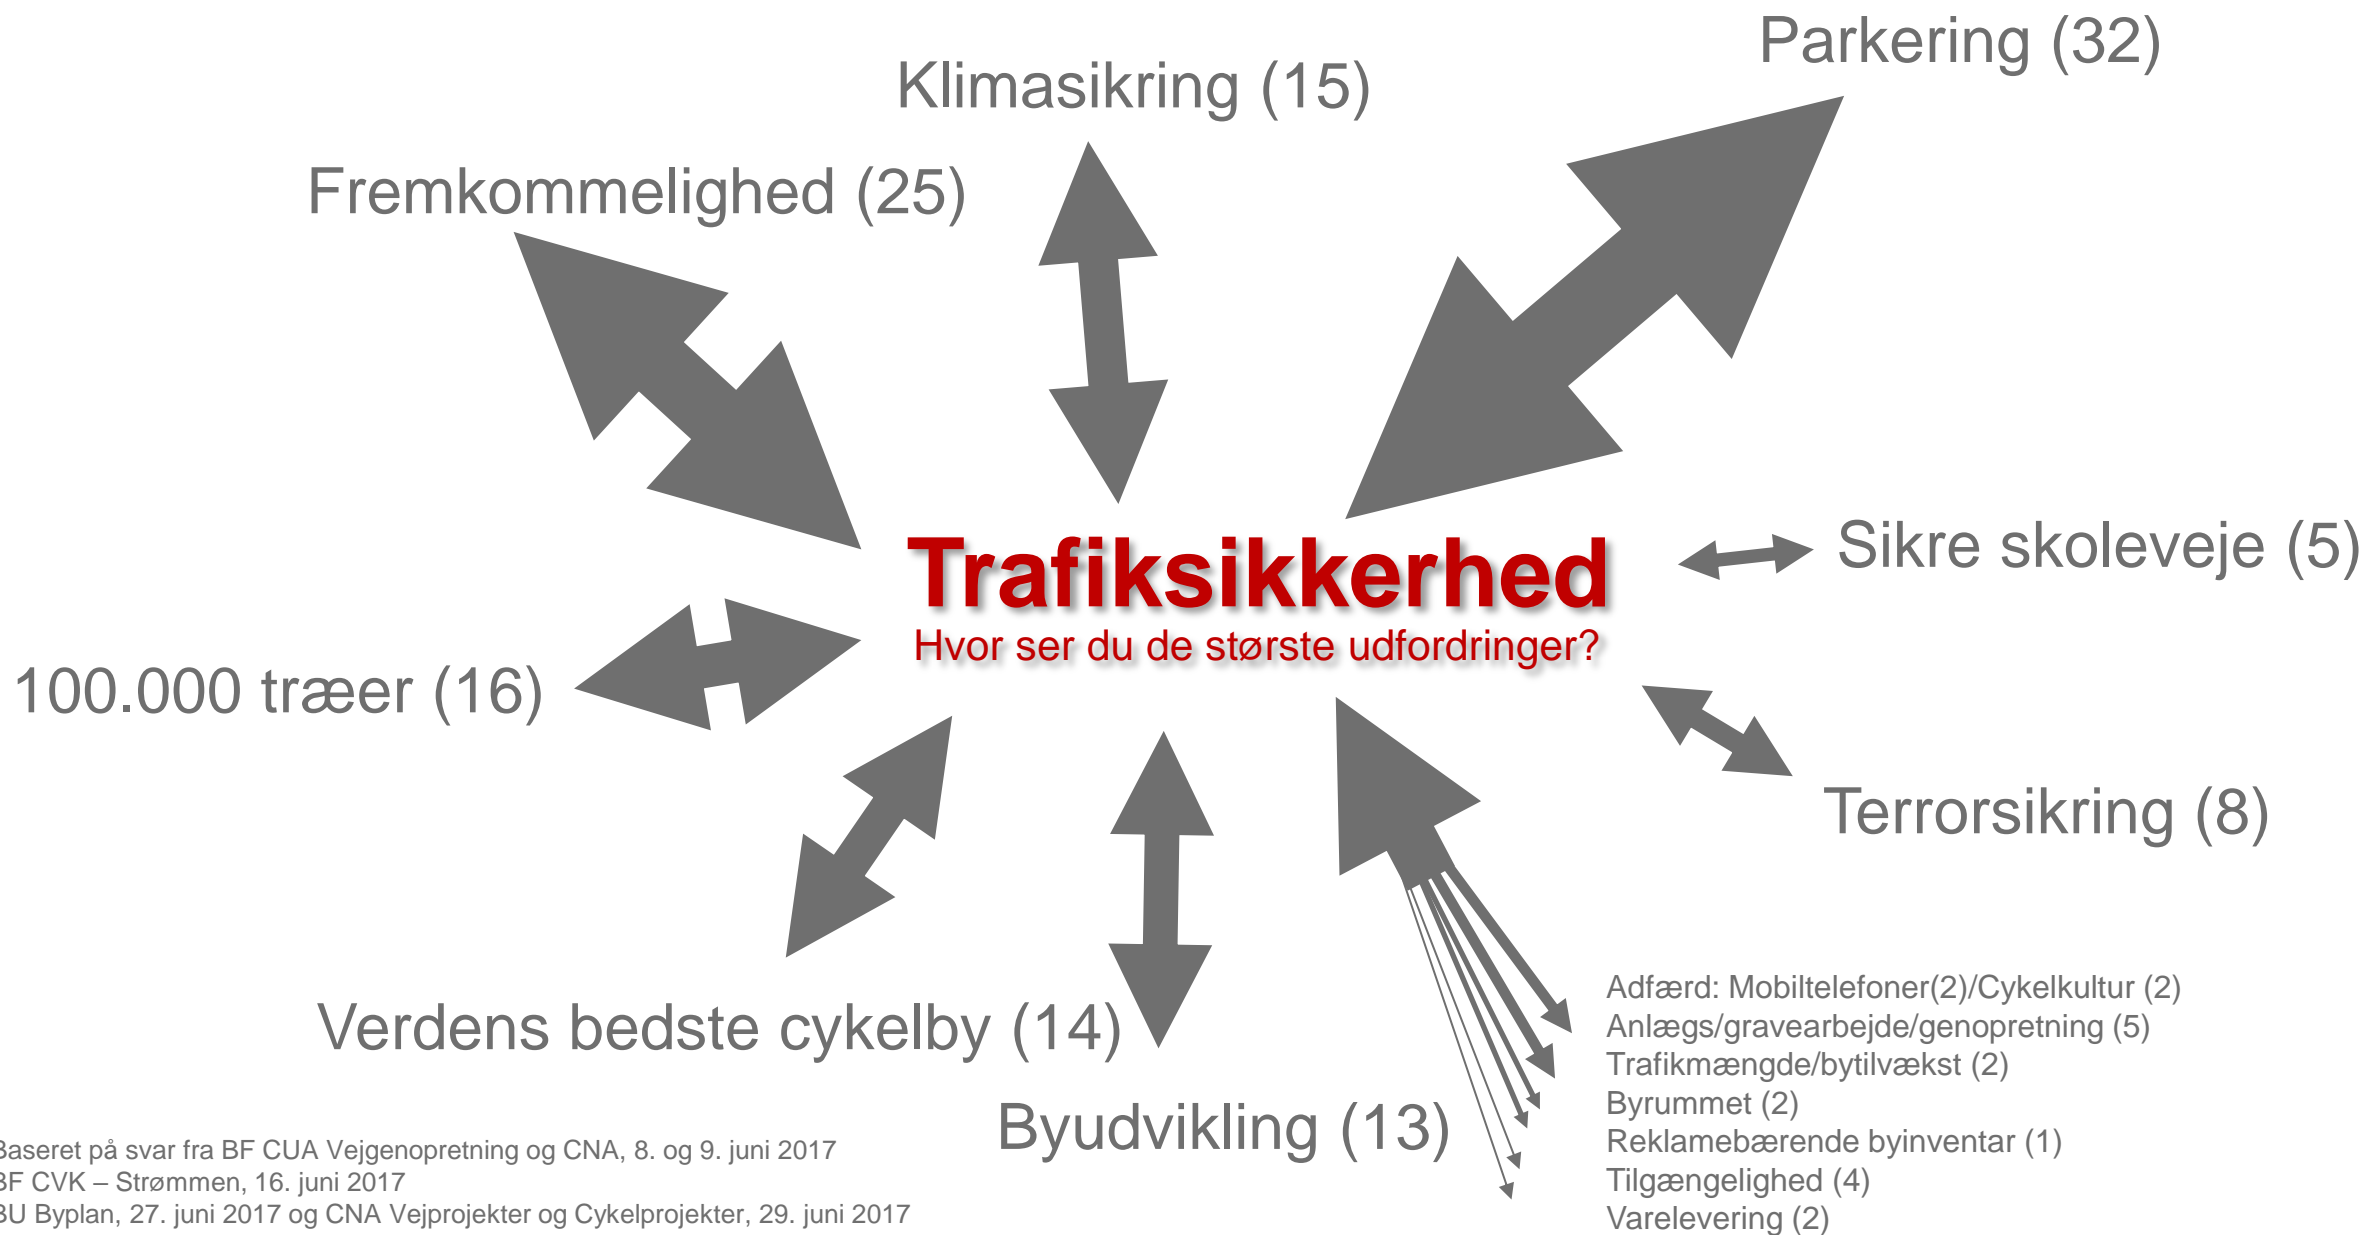 Parkering (32)
Klimasikring (15)
Fremkommelighed (25)
Trafiksikkerhed
Hvor ser du de største udfordringer?
Sikre skoleveje (5)
100.000 træer (16)
Terrorsikring (8)
Verdens bedste cykelby (14)
Byudvikling (13)
Adfærd: Mobiltelefoner(2)/Cykelkultur (2)
Anlægs/gravearbejde/genopretning (5)
Trafikmængde/bytilvækst (2)
Byrummet (2)
Reklamebærende byinventar (1)
Tilgængelighed (4)
Varelevering (2)
Baseret på svar fra BF CUA Vejgenopretning og CNA, 8. og 9. juni 2017
BF CVK – Strømmen, 16. juni 2017
BU Byplan, 27. juni 2017 og CNA Vejprojekter og Cykelprojekter, 29. juni 2017